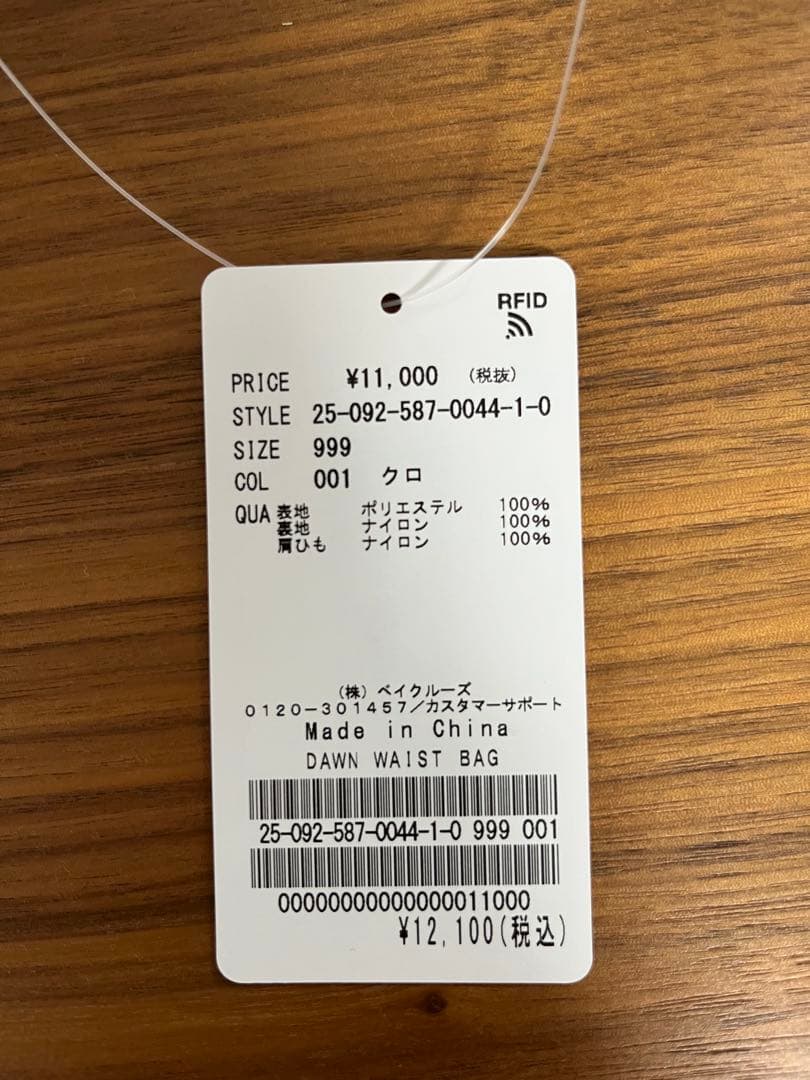 RFID
PRICE ¥11,000 (税抜)
STYLE 25-092-587-0044-1-0
SIZE 999
COL 001 クロ
QUA 表地 ポリエステル 100%
裏地 ナイロン 100%
肩ひも ナイロン 100%
(株) ベイクルーズ
0120-301457/カスタマーサポート
Made in China
DAWN WAIST BAG
25-092-587-0044-1-0 999 001
00000000000000011000
¥12,100(税込)